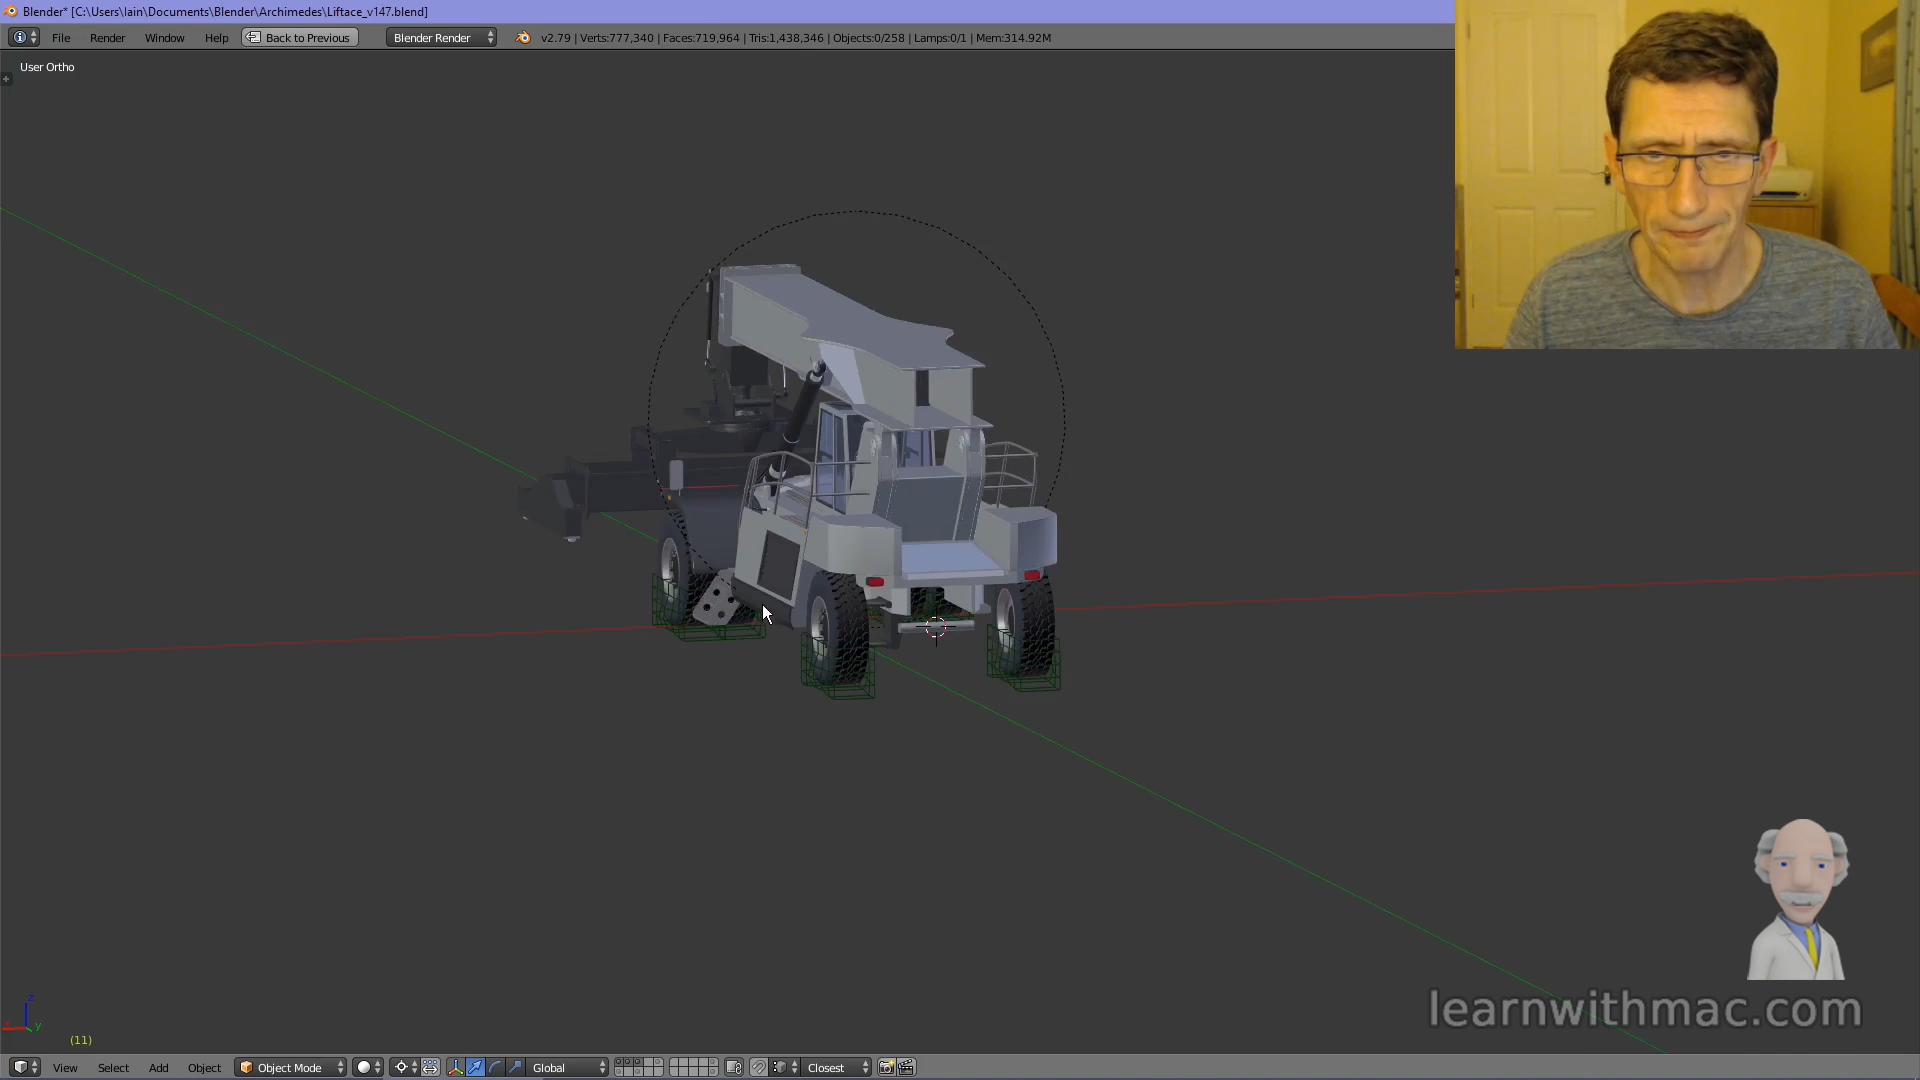 Blender* [C:\Users\Iain\Documents\Blender\Archimedes\Liftace_v147.blend]
File Render Window Help Back to Previous Blender Render v2.79 | Verts:777,340 | Faces:719,964 | Tris:1,438,346 | Objects:0/258 | Lamps:0/1 | Mem:314.92M
User Ortho
z
x y
(11)
learnwithmac.com
View Select Add Object Object Mode Global Closest